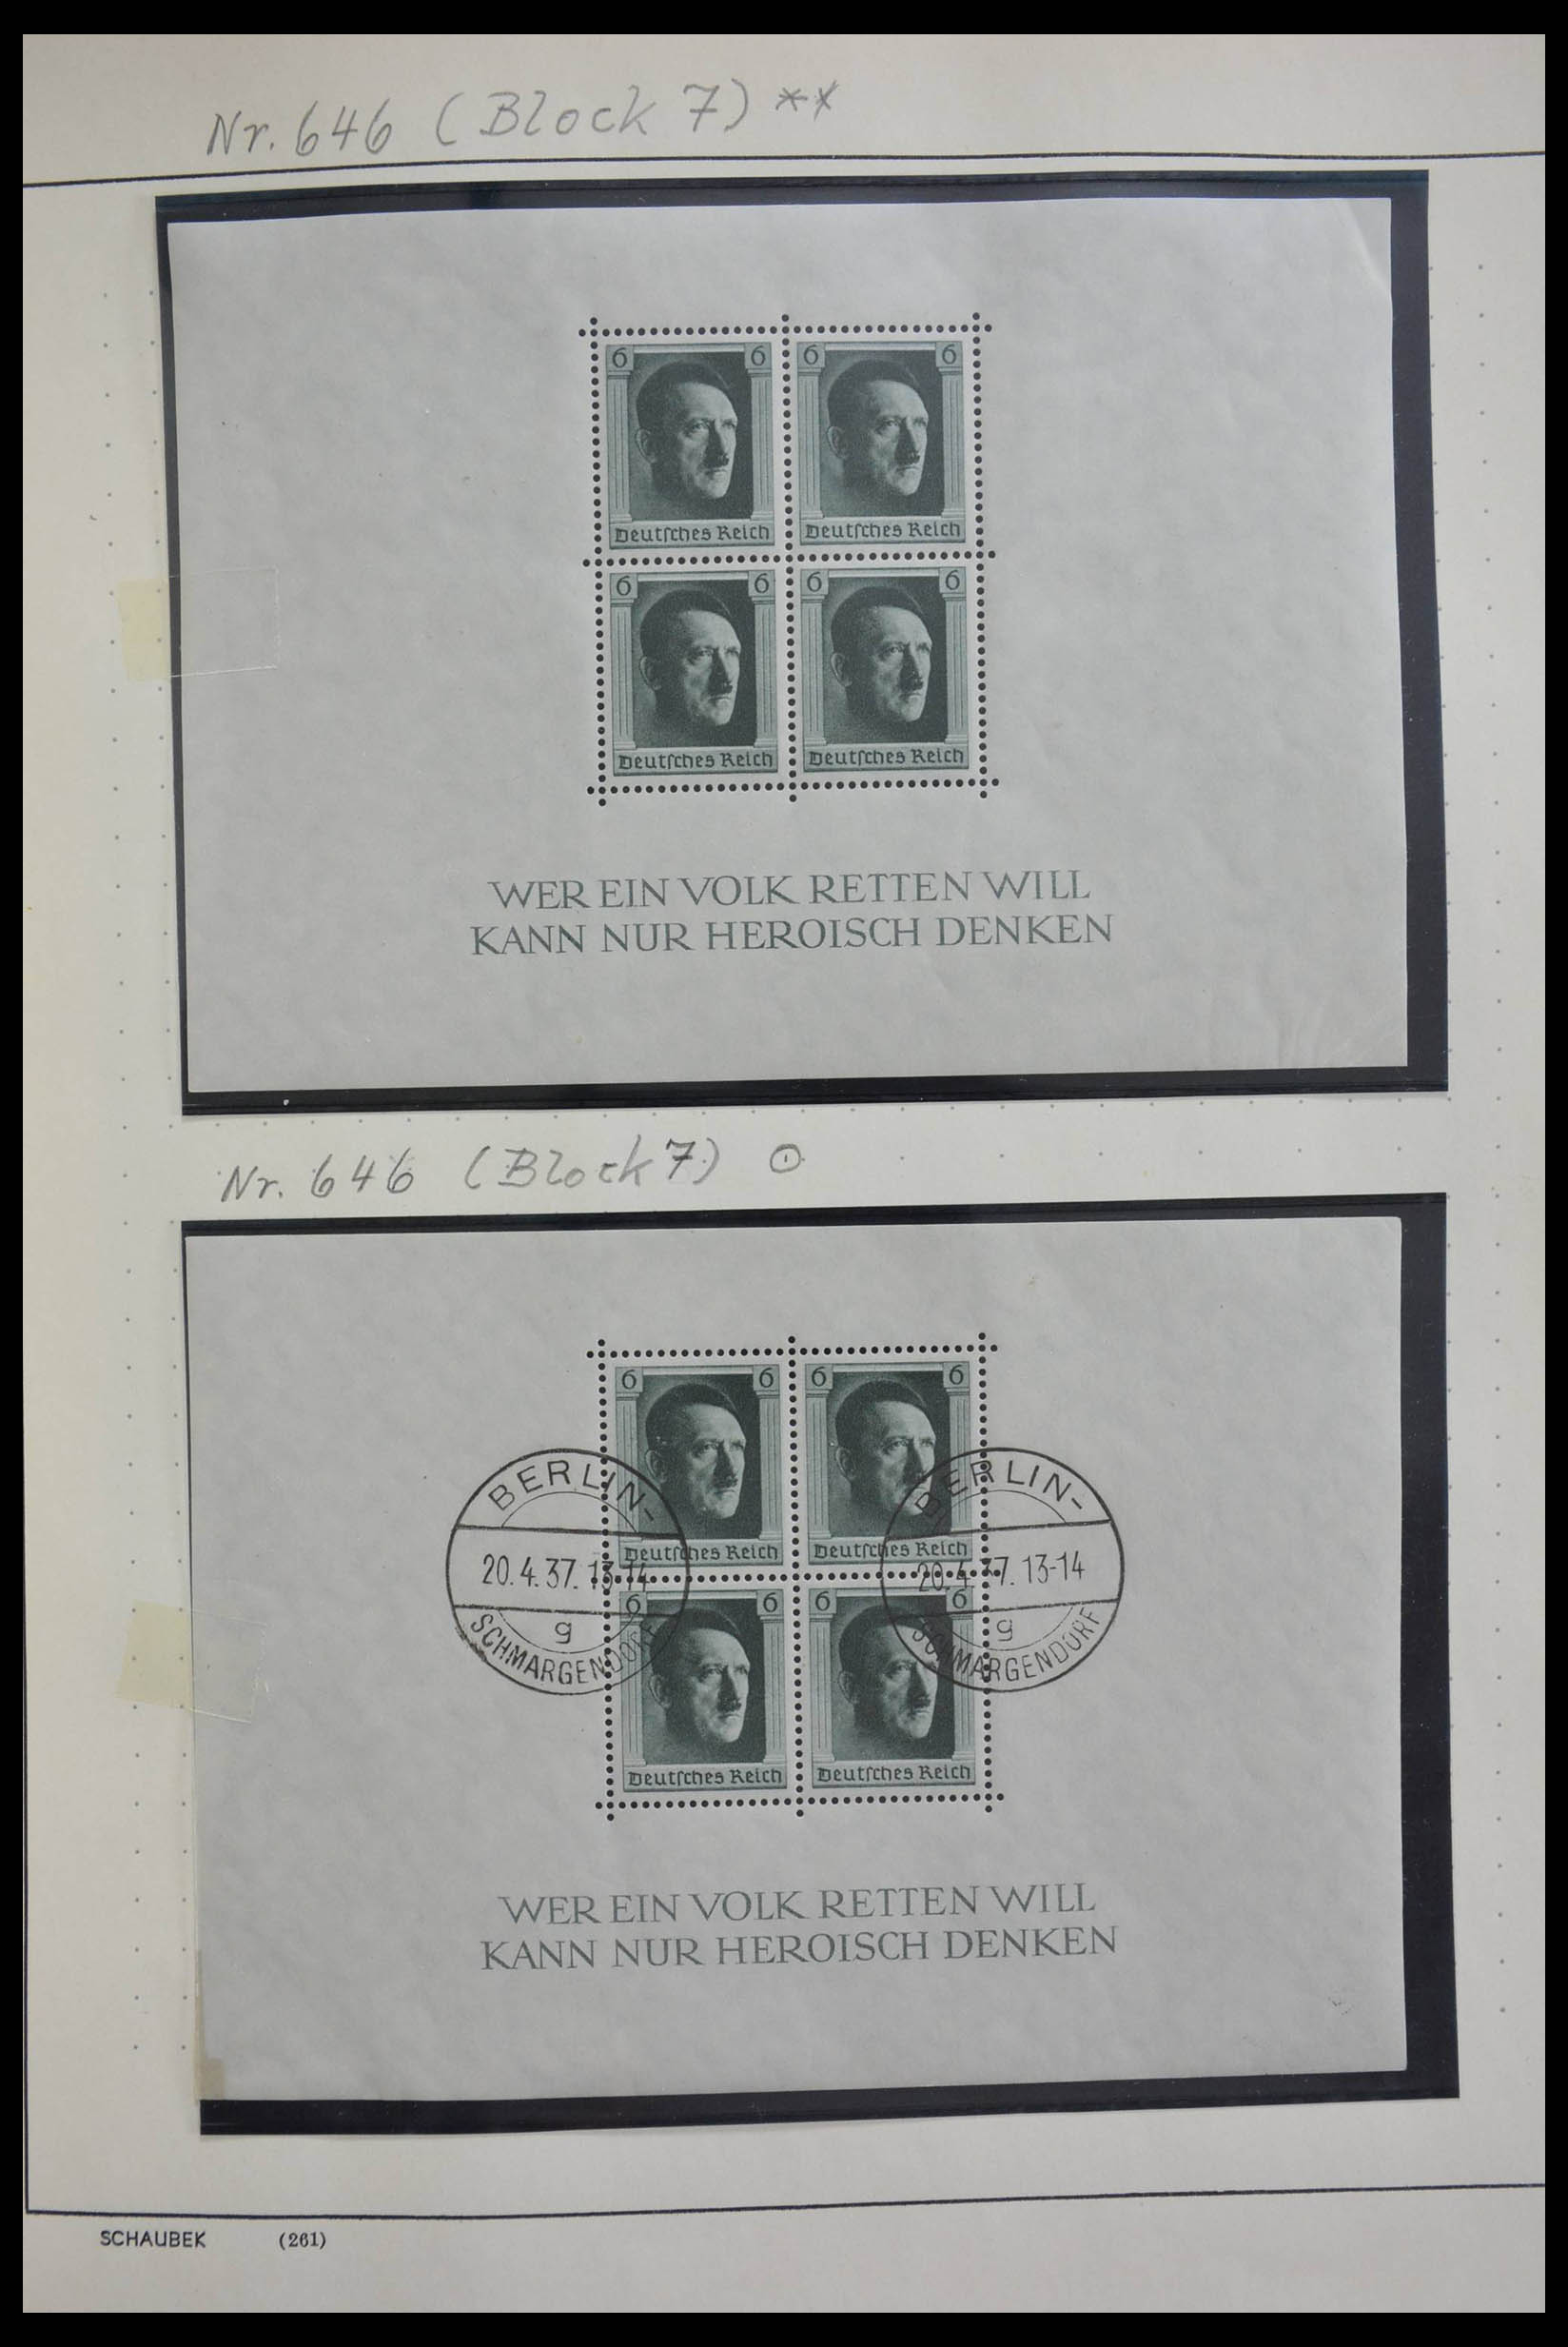 Nr. 646 (Block 7) **
6 6 6 6
Deutsches Reich Deutsches Reich
6 6 6 6
Deutsches Reich Deutsches Reich
WER EIN VOLK RETTEN WILL
KANN NUR HEROISCH DENKEN
Nr. 646 (Block 7) ⊙
6 6 6 6
BERLIN- BERLIN-
Deutsches Reich Deutsches Reich
20.4.37.13-14 20.4.37.13-14
6 6 6 6
g g
SCHMARGENDORF SCHMARGENDORF
Deutsches Reich Deutsches Reich
WER EIN VOLK RETTEN WILL
KANN NUR HEROISCH DENKEN
SCHAUBEK (261)